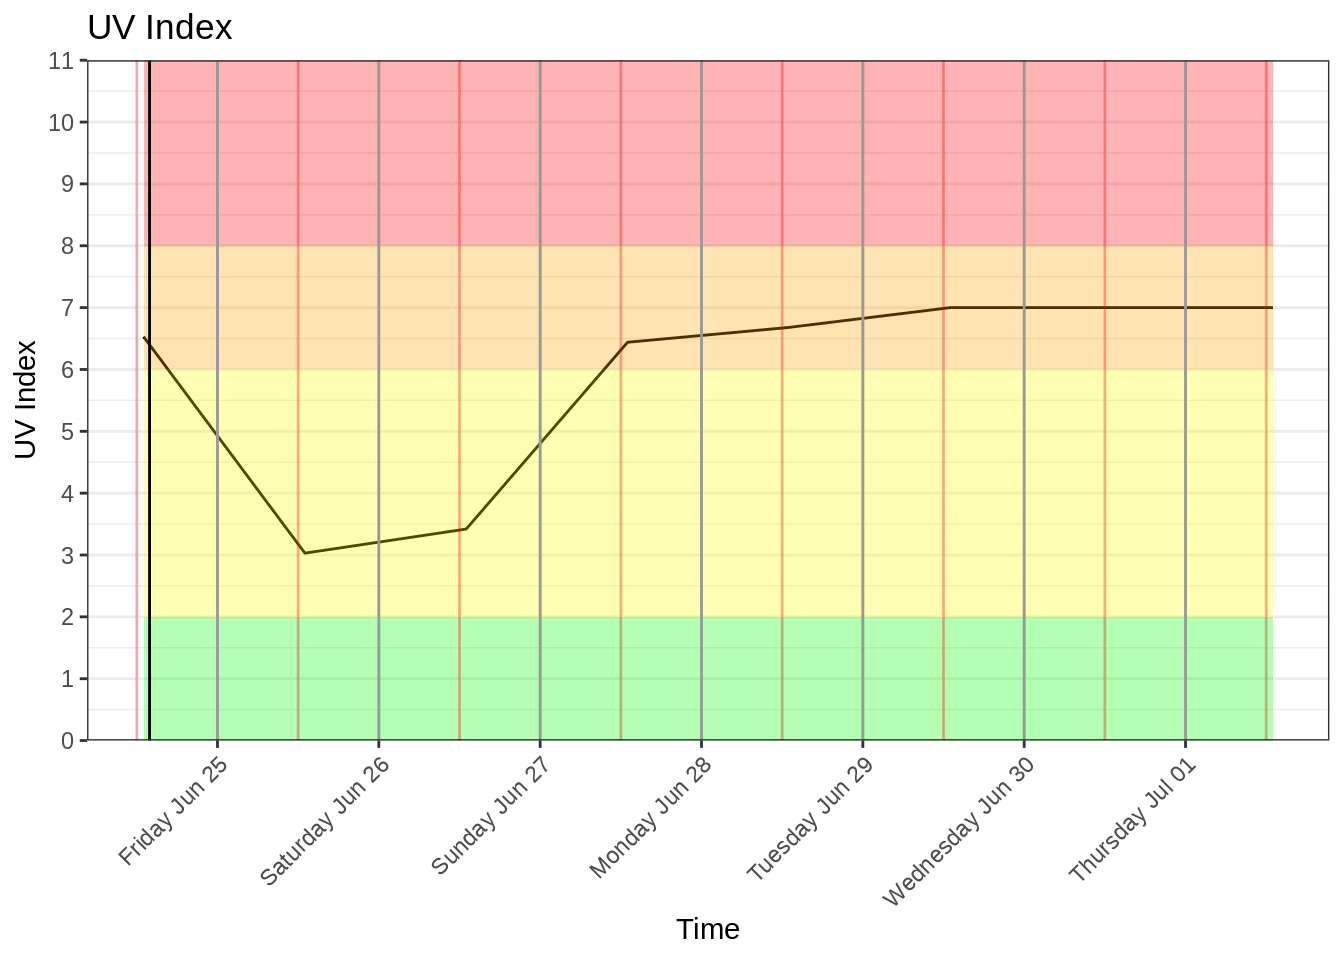 UV Index
UV Index
11
10
9
8
7
6
5
4
3
2
1
0
Friday Jun 25
Saturday Jun 26
Sunday Jun 27
Monday Jun 28
Tuesday Jun 29
Wednesday Jun 30
Thursday Jul 01
Time